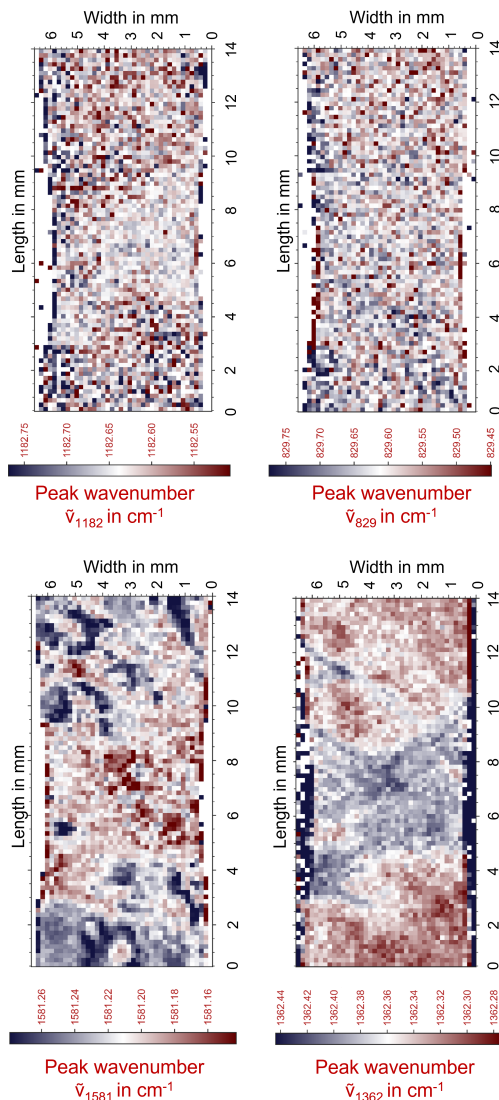 Width in mm
6 5 4 3 2 1 0
Length in mm
0 2 4 6 8 10 12 14
1182.75 1182.70 1182.65 1182.60 1182.55
Peak wavenumber
ṽ1182 in cm-1
Width in mm
6 5 4 3 2 1 0
Length in mm
0 2 4 6 8 10 12 14
829.75 829.70 829.65 829.60 829.55 829.50 829.45
Peak wavenumber
ṽ829 in cm-1
Width in mm
6 5 4 3 2 1 0
Length in mm
0 2 4 6 8 10 12 14
1581.26 1581.24 1581.22 1581.20 1581.18 1581.16
Peak wavenumber
ṽ1581 in cm-1
Width in mm
6 5 4 3 2 1 0
Length in mm
0 2 4 6 8 10 12 14
1362.44 1362.42 1362.40 1362.38 1362.36 1362.34 1362.32 1362.30 1362.28
Peak wavenumber
ṽ1362 in cm-1